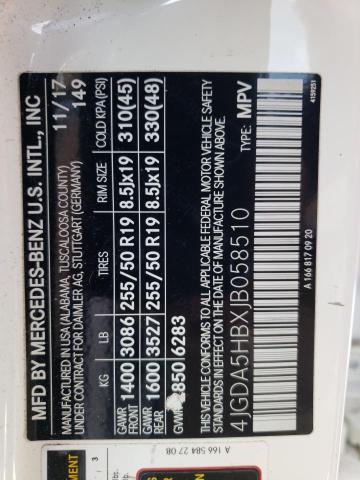 MFD BY MERCEDES-BENZ U.S. INTL., INC
MANUFACTURED IN USA (ALABAMA, TUSCALOOSA COUNTY) 11/17
UNDER CONTRACT FOR DAIMLER AG, STUTTGART (GERMANY) 149
KG LB TIRES RIM SIZE COLD KPA (PSI)
GAWR FRONT 1400 3086 255/50 R19 8.5Jx19 310(45)
GAWR REAR 1600 3527 255/50 R19 8.5Jx19 330(48)
2850 6283
CONFORMS TO ALL APPLICABLE FEDERAL MOTOR VEHICLE SAFETY
STANDARDS IN EFFECT ON THE DATE OF MANUFACTURE SHOWN ABOVE.
4JGDA5HBXJB058510 TYPE: MPV
A 166 817 09 20
4159251
A 166 584 27 08